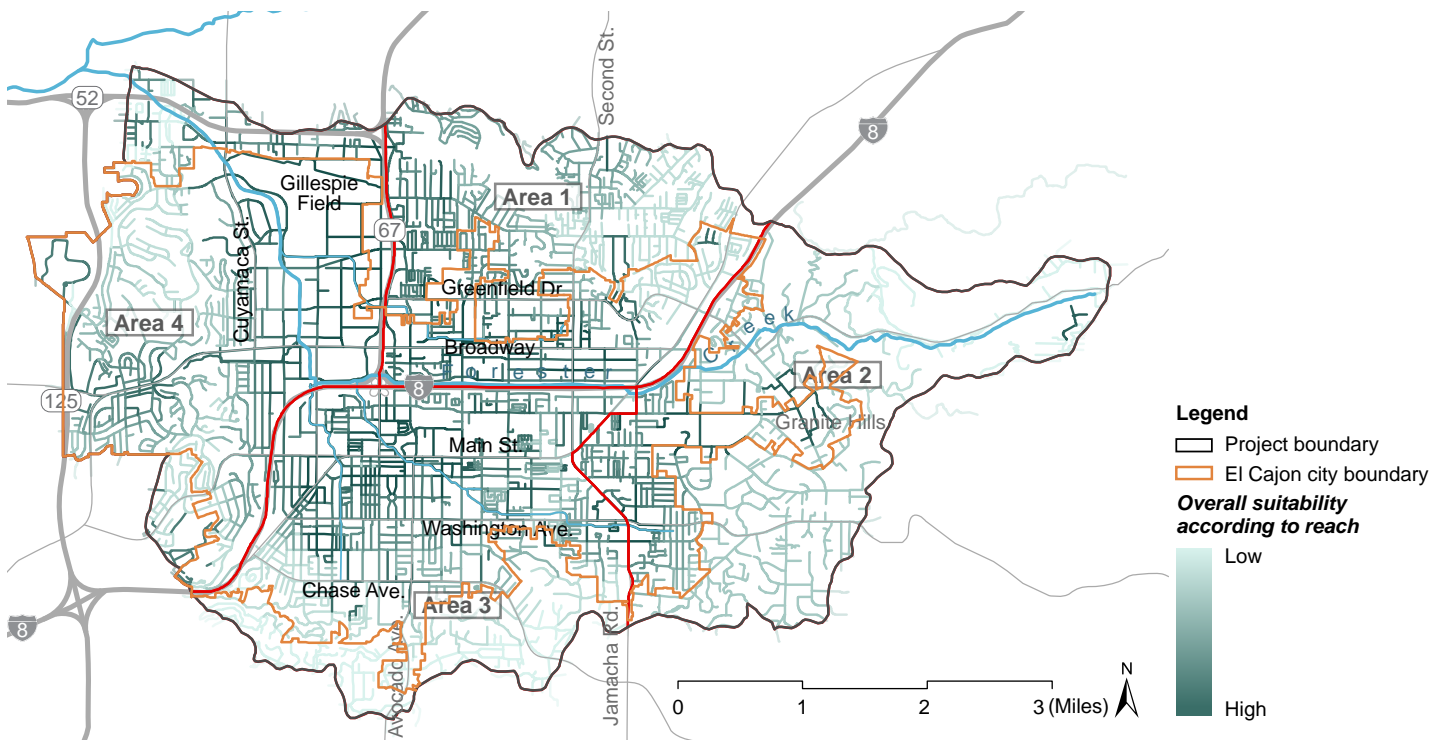 Second St.
52
8
Gillespie
Field
Area 1
67
Cuyamaca St.
Greenfield Dr
Area 4
Broadway
Creek
Forester
8
Area 2
125
Granite Hills
Main St.
Washington Ave.
Chase Ave.
Area 3
8
Avocado Ave.
Jamacha Rd.
Legend
Project boundary
El Cajon city boundary
Overall suitability
according to reach
Low
High
N
0 1 2 3 (Miles)